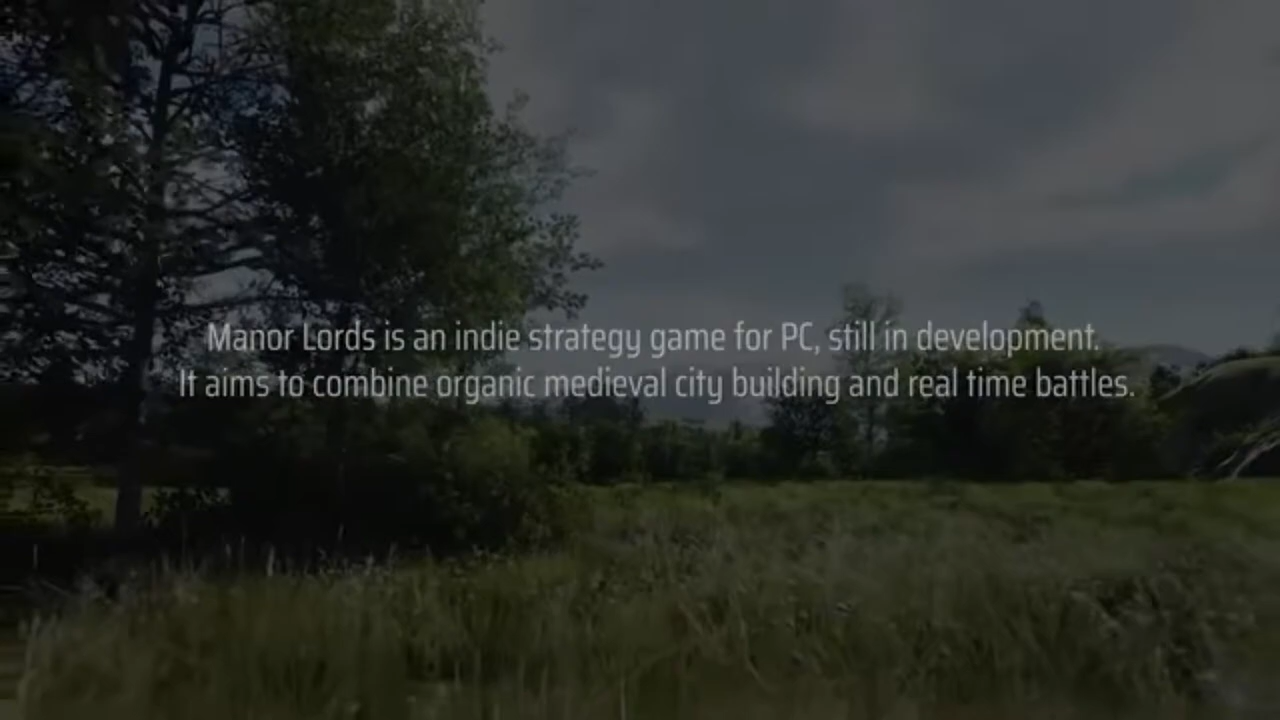 Manor Lords is an indie strategy game for PC, still in development.
It aims to combine organic medieval city building and real time battles.